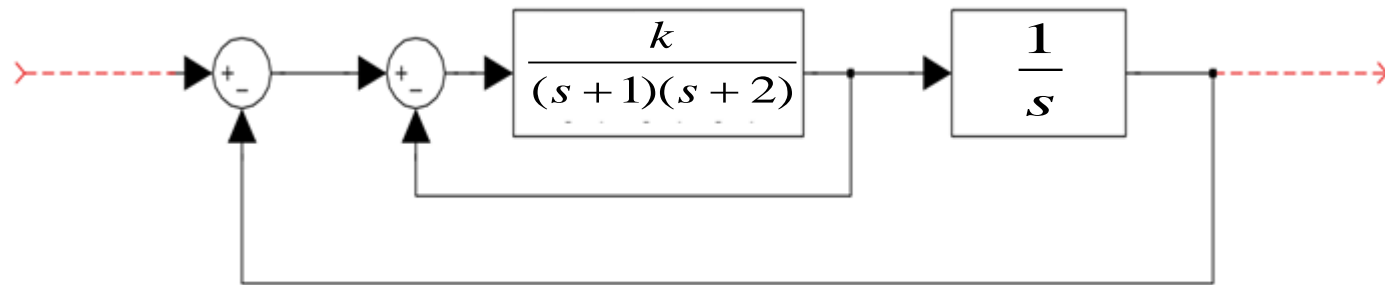 +
−
+
−
k
(s+1)(s+2)
1
s